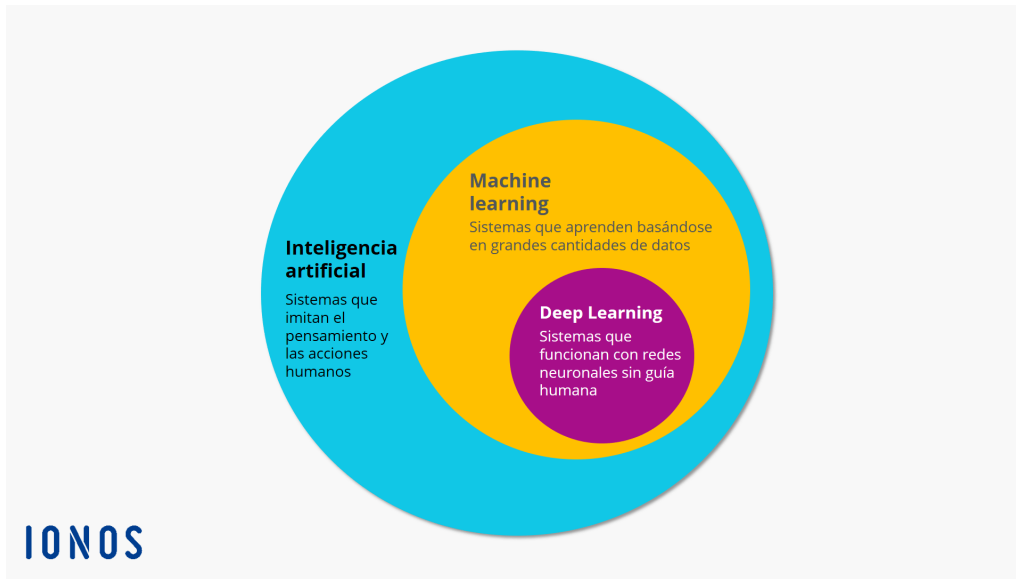 Machine
learning
Sistemas que aprenden basándose
en grandes cantidades de datos
Inteligencia
artificial
Sistemas que
imitan el
pensamiento y
las acciones
humanos
Deep Learning
Sistemas que
funcionan con redes
neuronales sin guía
humana
IONOS